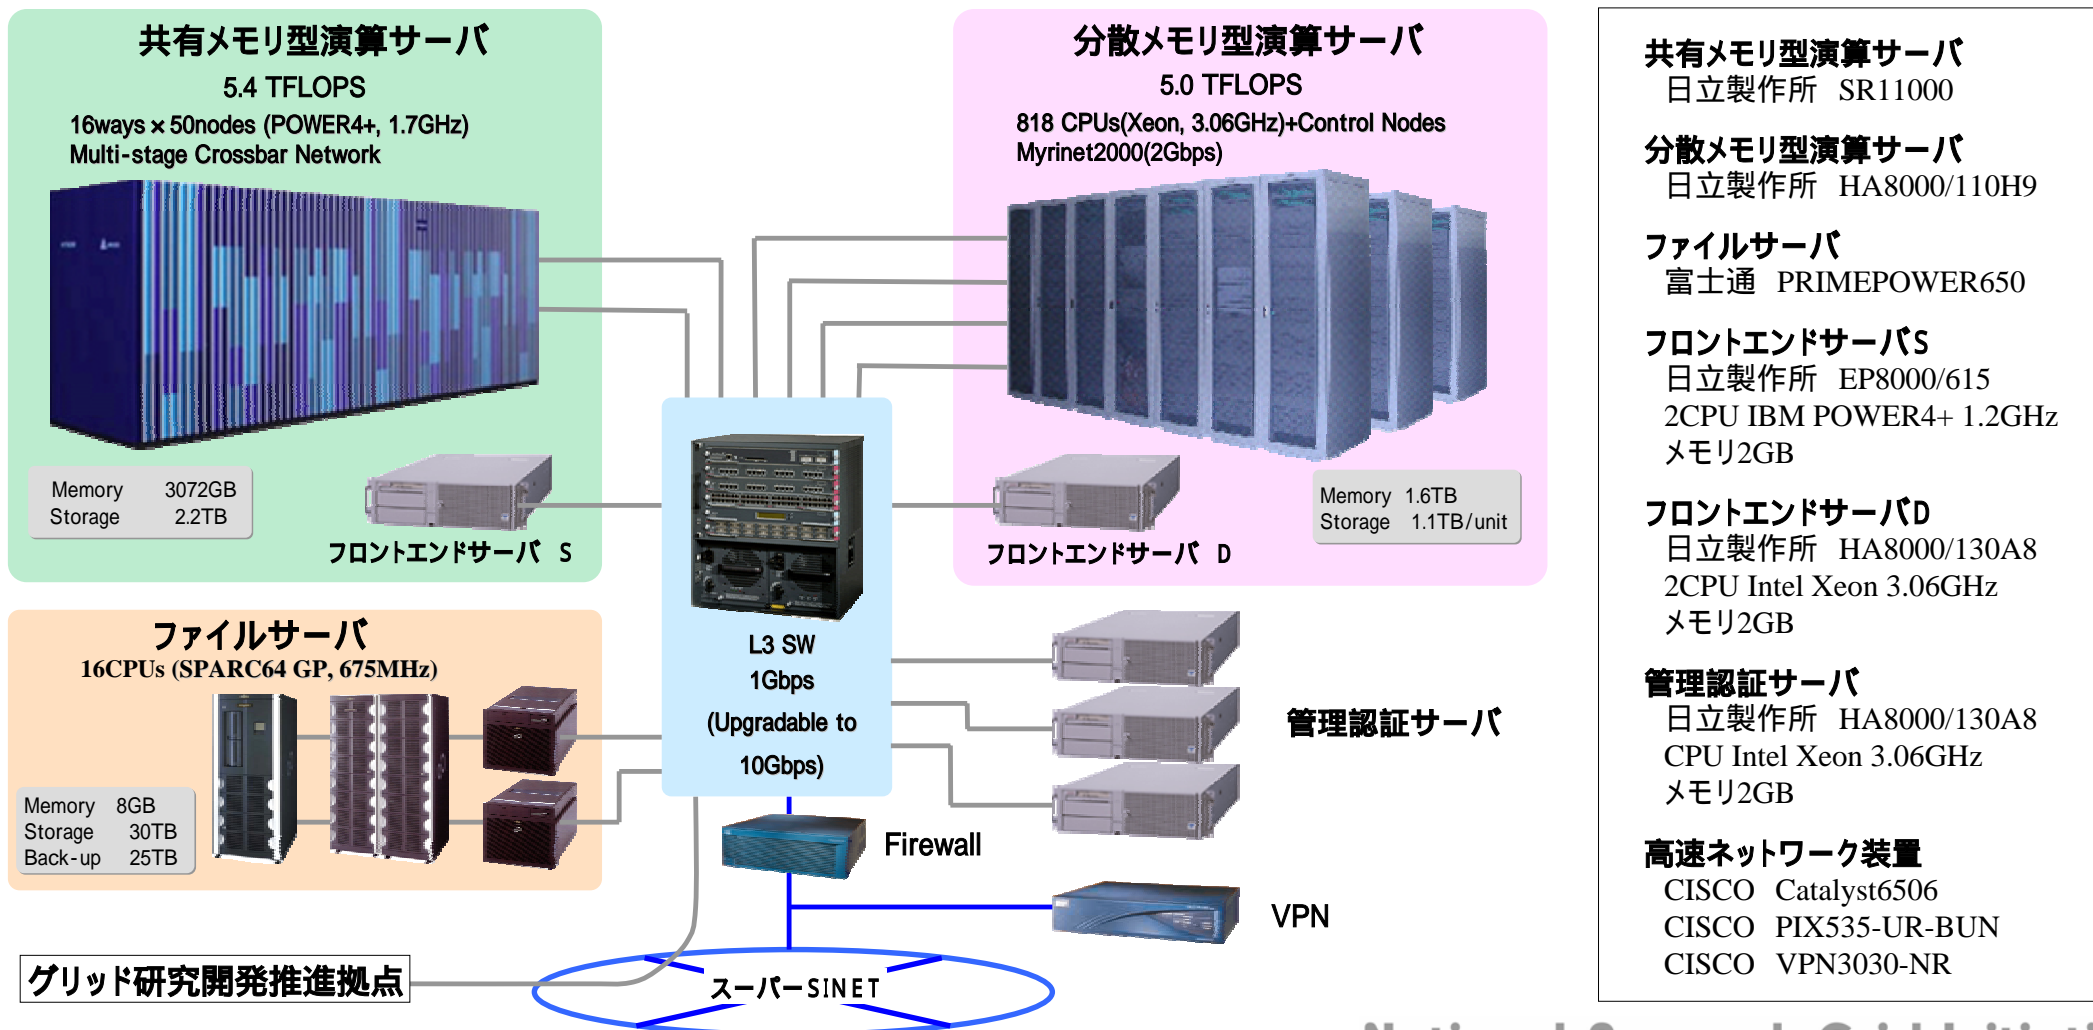 共有メモリ型演算サーバ
5.4 TFLOPS
16ways×50nodes (POWER4+, 1.7GHz)
Multi-stage Crossbar Network
Memory 3072GB
Storage 2.2TB
フロントエンドサーバ S
分散メモリ型演算サーバ
5.0 TFLOPS
818 CPUs(Xeon, 3.06GHz)+Control Nodes
Myrinet2000(2Gbps)
Memory 1.6TB
Storage 1.1TB/unit
フロントエンドサーバ D
ファイルサーバ
16CPUs (SPARC64 GP, 675MHz)
Memory 8GB
Storage 30TB
Back-up 25TB
L3 SW
1Gbps
(Upgradable to
10Gbps)
管理認証サーバ
Firewall
VPN
グリッド研究開発推進拠点
スーパーSINET
共有メモリ型演算サーバ
日立製作所 SR11000
分散メモリ型演算サーバ
日立製作所 HA8000/110H9
ファイルサーバ
富士通 PRIMEPOWER650
フロントエンドサーバS
日立製作所 EP8000/615
2CPU IBM POWER4+ 1.2GHz
メモリ2GB
フロントエンドサーバD
日立製作所 HA8000/130A8
2CPU Intel Xeon 3.06GHz
メモリ2GB
管理認証サーバ
日立製作所 HA8000/130A8
CPU Intel Xeon 3.06GHz
メモリ2GB
高速ネットワーク装置
CISCO Catalyst6506
CISCO PIX535-UR-BUN
CISCO VPN3030-NR